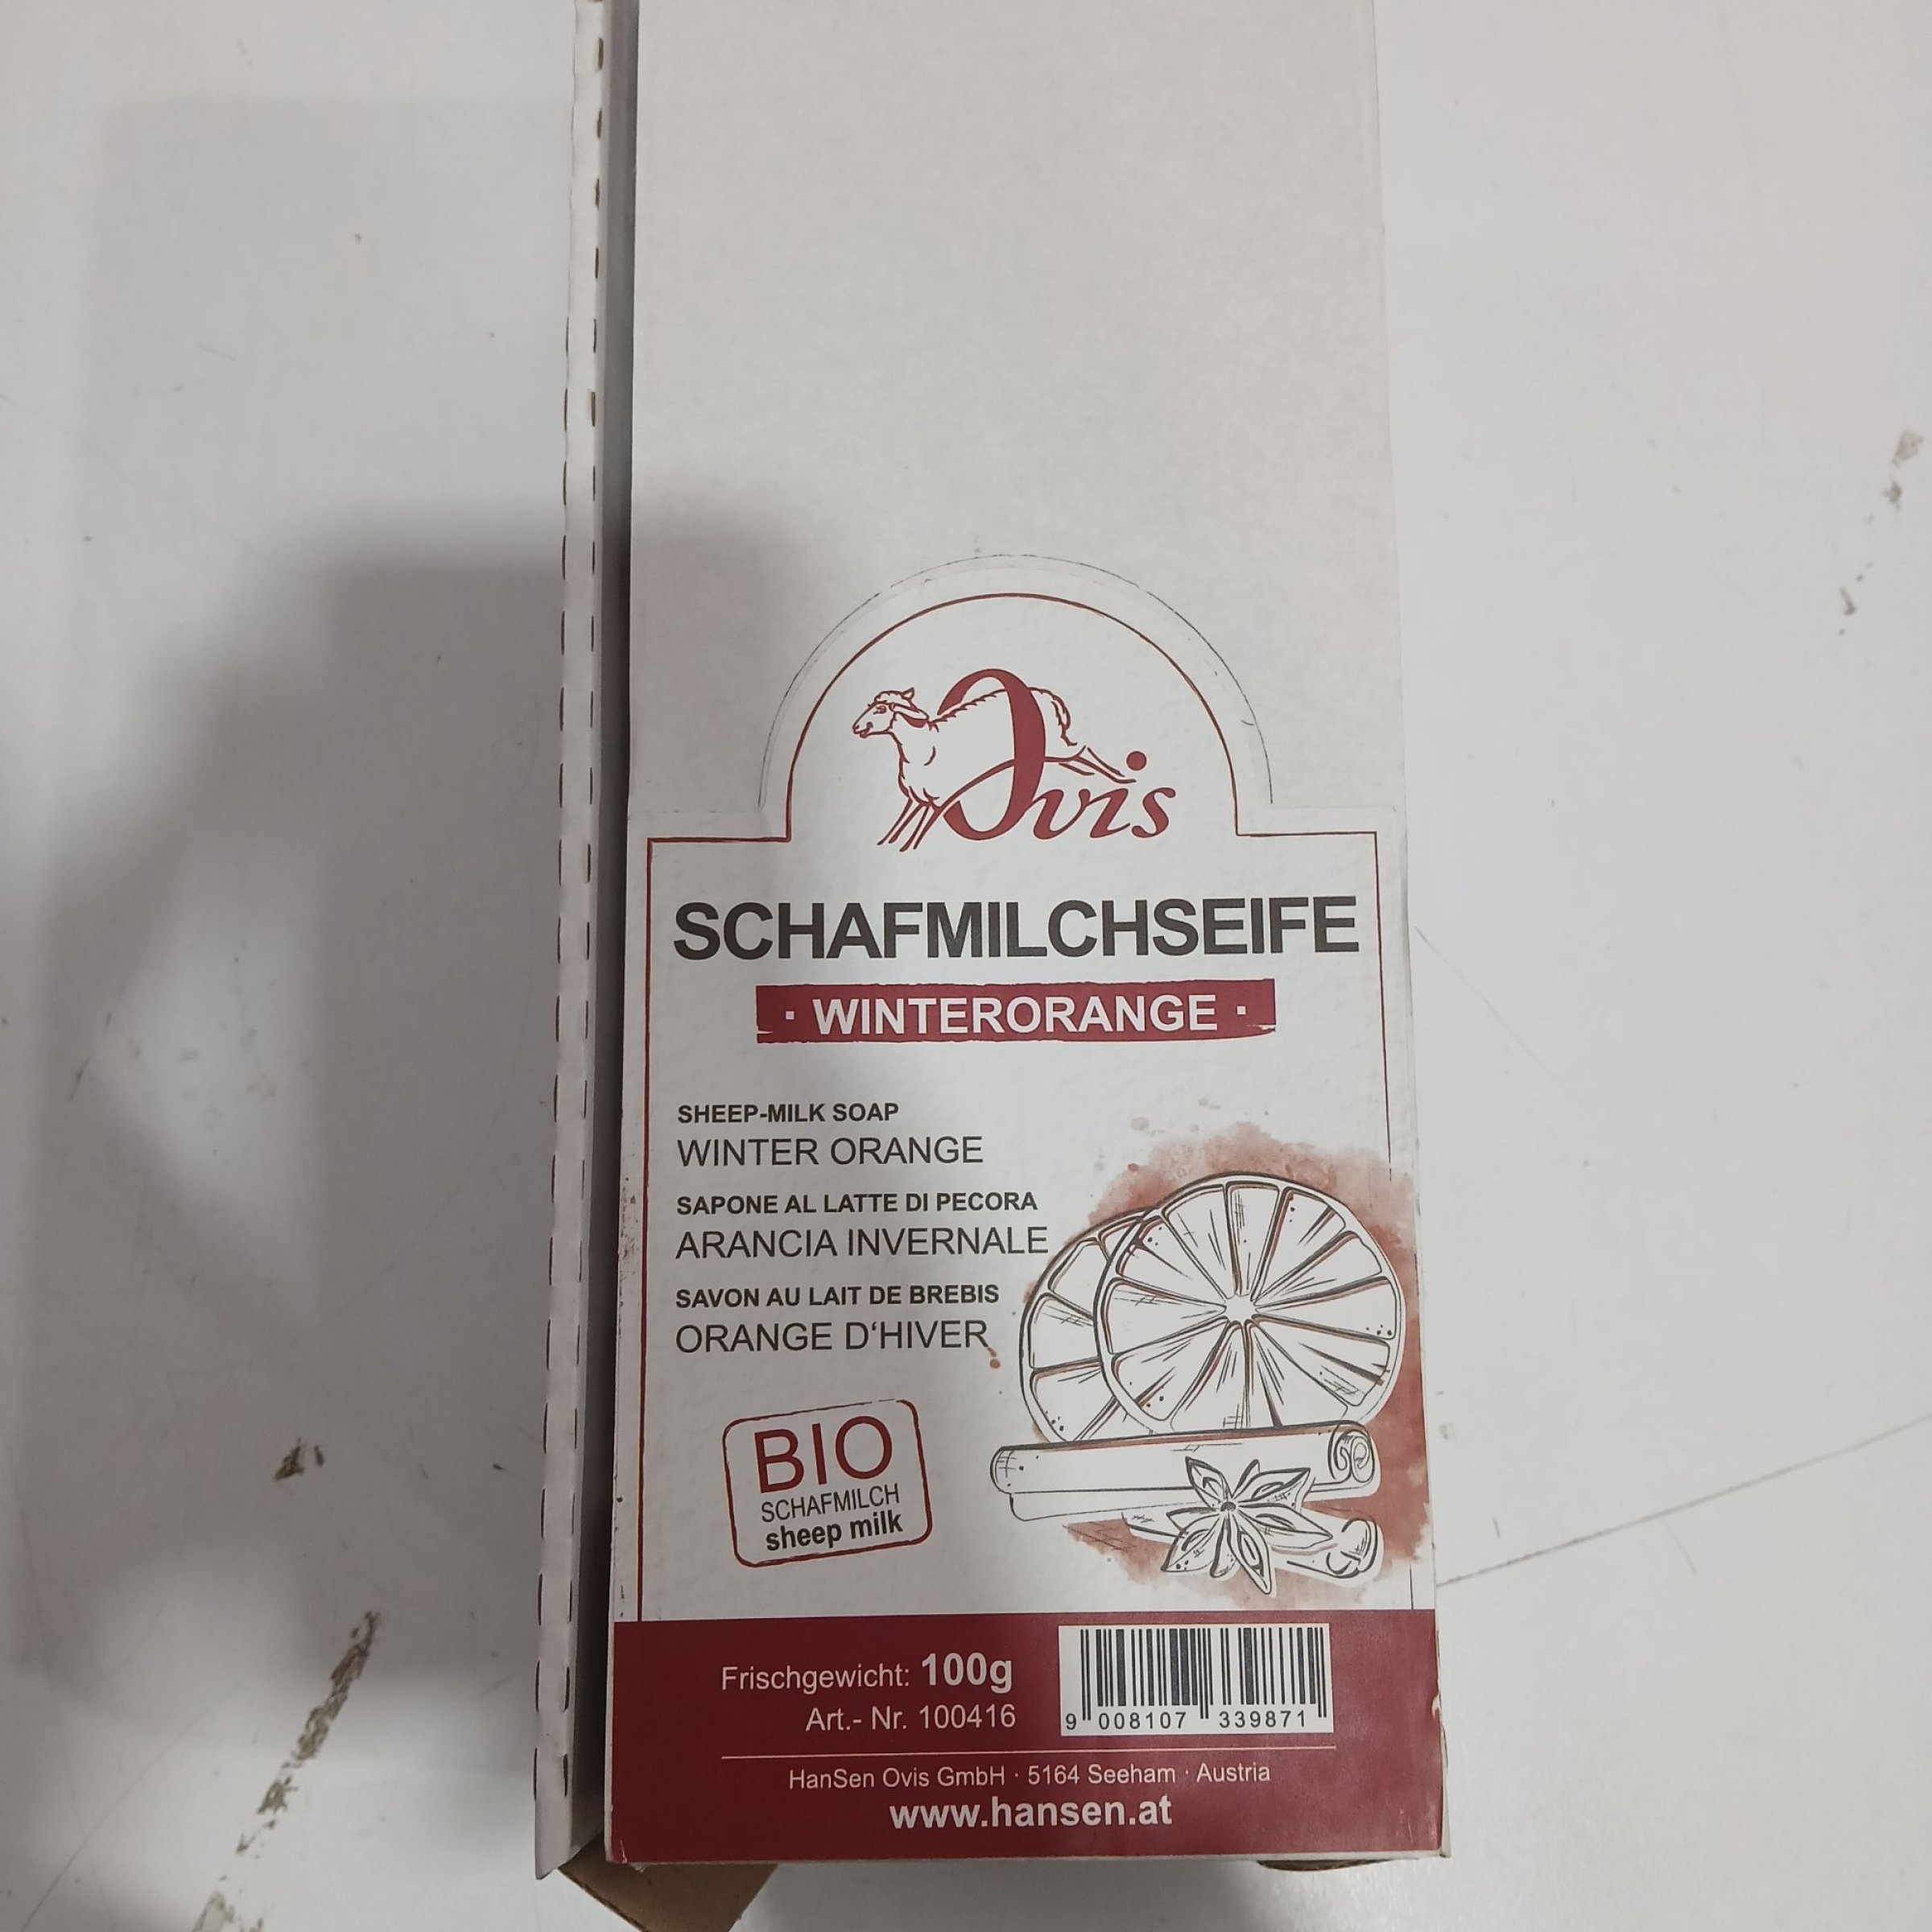 Ovis
SCHAFMILCHSEIFE
· WINTERORANGE ·
SHEEP-MILK SOAP
WINTER ORANGE
SAPONE AL LATTE DI PECORA
ARANCIA INVERNALE
SAVON AU LAIT DE BREBIS
ORANGE D‘HIVER
BIO
SCHAFMILCH
sheep milk
Frischgewicht: 100g
Art.- Nr. 100416
9 008107 339871
HanSen Ovis GmbH · 5164 Seeham · Austria
www.hansen.at